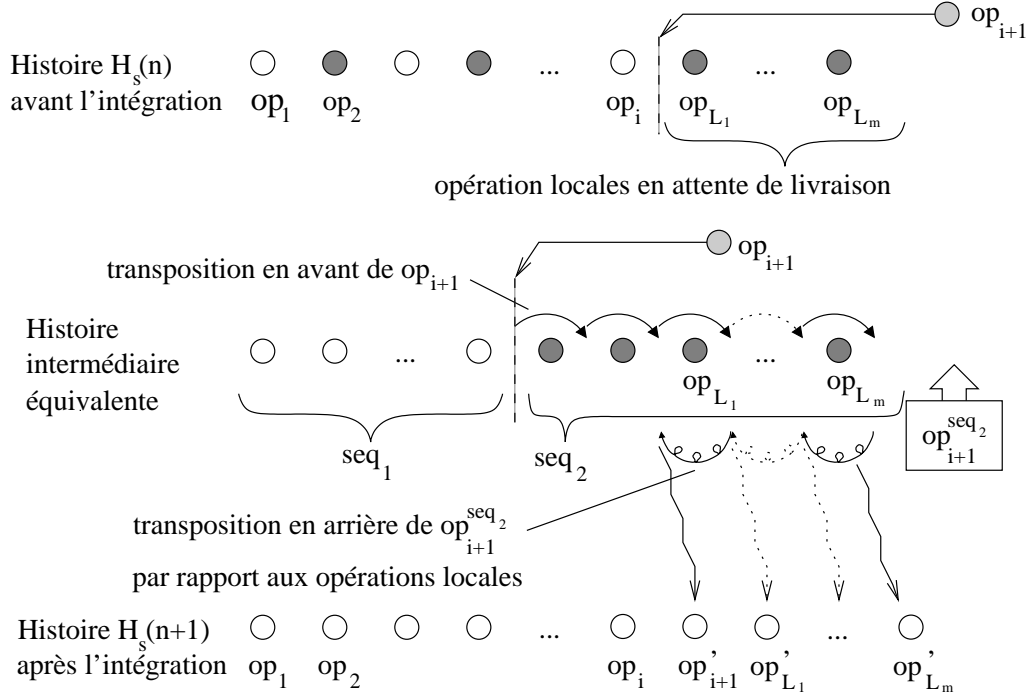 op_{i+1}
Histoire H_s(n)
avant l’intégration
...
...
op_1 op_2 op_i op_{L_1} op_{L_m}
opération locales en attente de livraison
op_{i+1}
transposition en avant de op_{i+1}
Histoire
intermédiaire
équivalente
...
...
op_{L_1} op_{L_m}
op_{i+1}^{seq_2}
seq_1 seq_2
transposition en arrière de op_{i+1}^{seq_2}
par rapport aux opérations locales
Histoire H_s(n+1)
après l’intégration
...
...
op_1 op_2 op_i op'_{i+1} op'_{L_1} op'_{L_m}